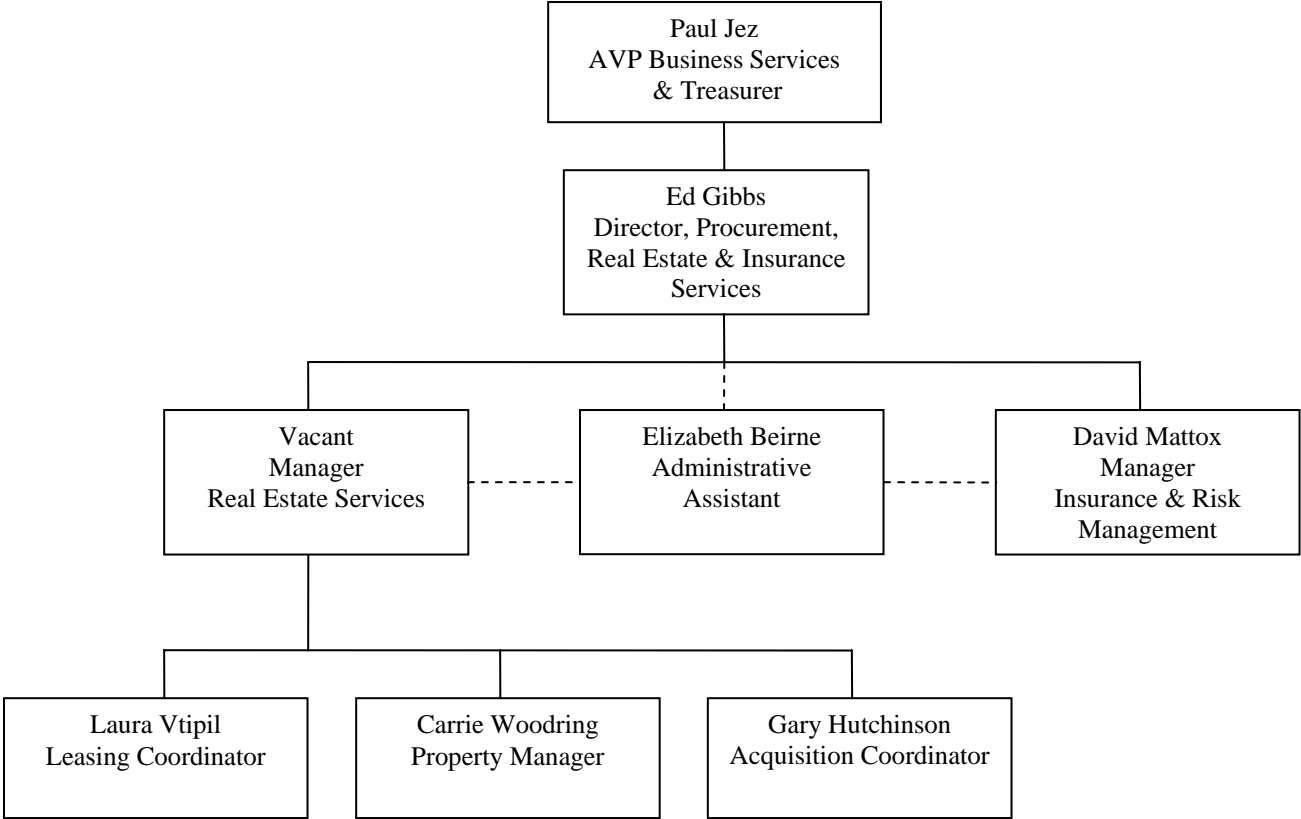 Paul Jez
AVP Business Services
& Treasurer
Ed Gibbs
Director, Procurement,
Real Estate & Insurance
Services
Vacant
Manager
Real Estate Services
Elizabeth Beirne
Administrative
Assistant
David Mattox
Manager
Insurance & Risk
Management
Laura Vtipil
Leasing Coordinator
Carrie Woodring
Property Manager
Gary Hutchinson
Acquisition Coordinator